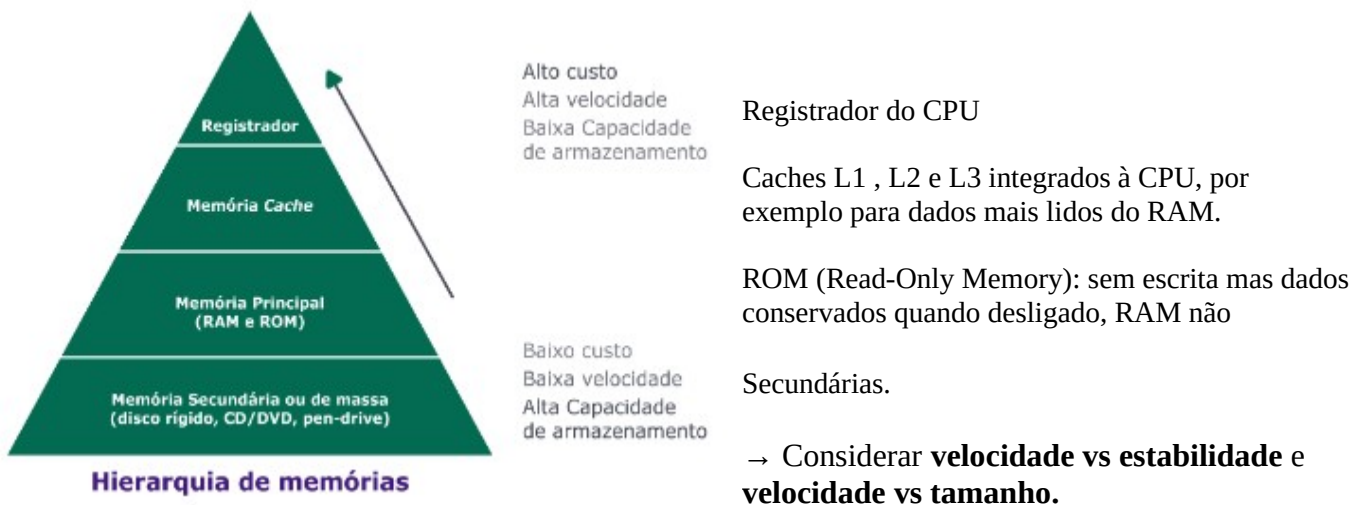 Registrador
Memória Cache
Memória Principal
(RAM e ROM)
Memória Secundária ou de massa
(disco rígido, CD/DVD, pen-drive)
Hierarquia de memórias
Alto custo
Alta velocidade
Baixa Capacidade
de armazenamento
Baixo custo
Baixa velocidade
Alta Capacidade
de armazenamento
Registrador do CPU
Caches L1 , L2 e L3 integrados à CPU, por
exemplo para dados mais lidos do RAM.
ROM (Read-Only Memory): sem escrita mas dados
conservados quando desligado, RAM não
Secundárias.
→ Considerar velocidade vs estabilidade e
velocidade vs tamanho.